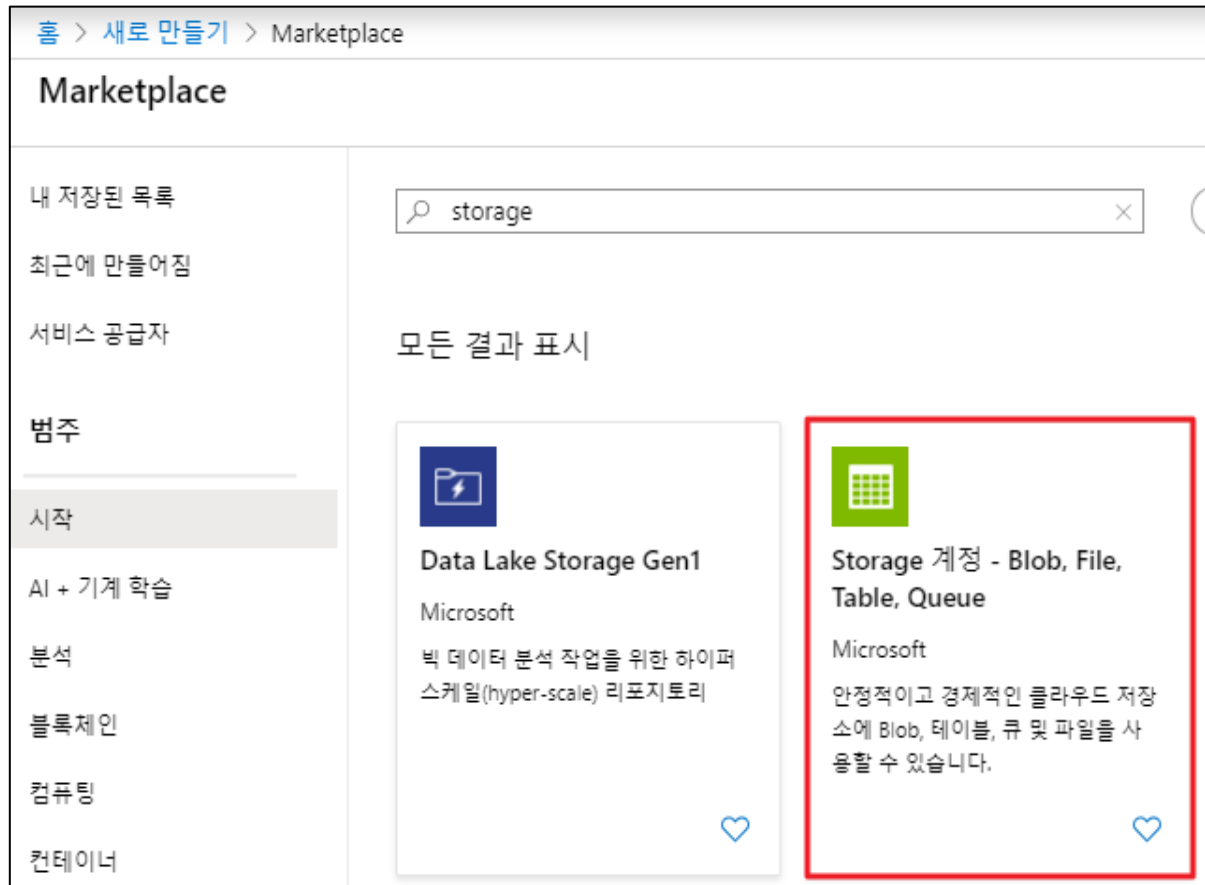 홈 > 새로 만들기 > Marketplace
Marketplace
내 저장된 목록
최근에 만들어짐
서비스 공급자
범주
시작
AI + 기계 학습
분석
블록체인
컴퓨팅
컨테이너
storage
모든 결과 표시
Data Lake Storage Gen1
Microsoft
빅 데이터 분석 작업을 위한 하이퍼
스케일(hyper-scale) 리포지토리
Storage 계정 - Blob, File,
Table, Queue
Microsoft
안정적이고 경제적인 클라우드 저장
소에 Blob, 테이블, 큐 및 파일을 사
용할 수 있습니다.